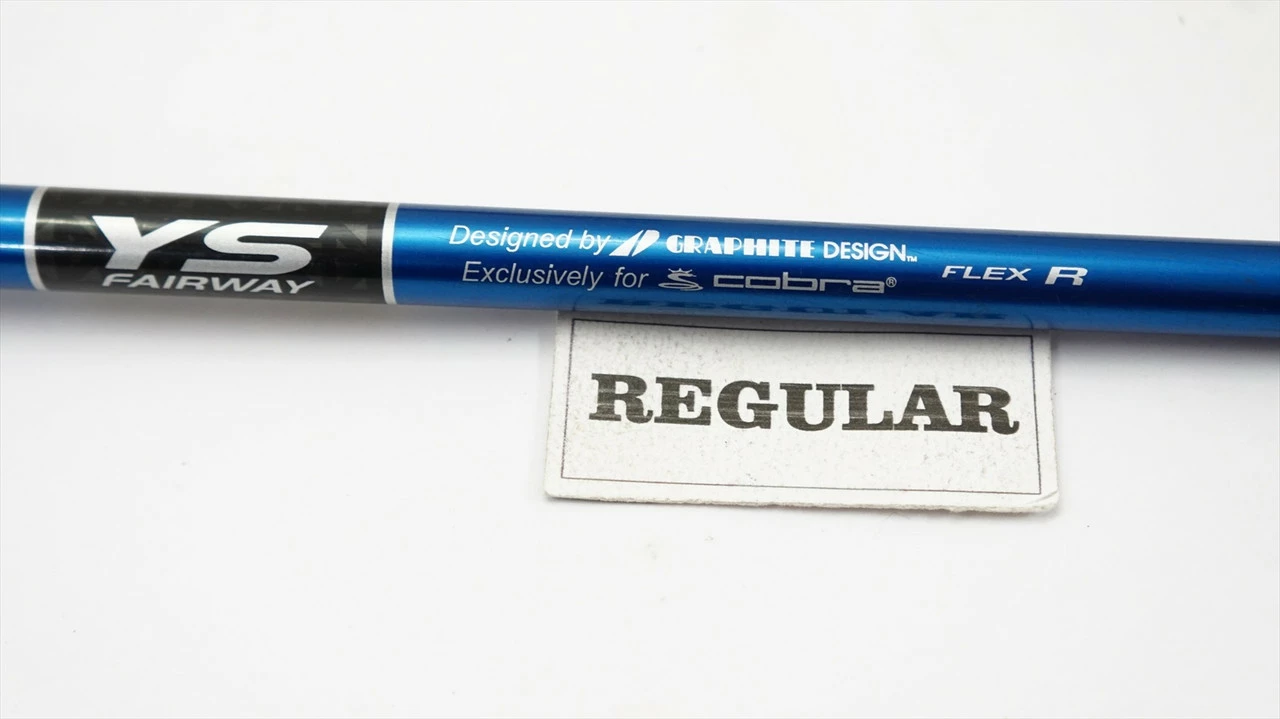 YS
FAIRWAY
Designed by GRAPHITE DESIGN™
Exclusively for cobra®
FLEX R
REGULAR